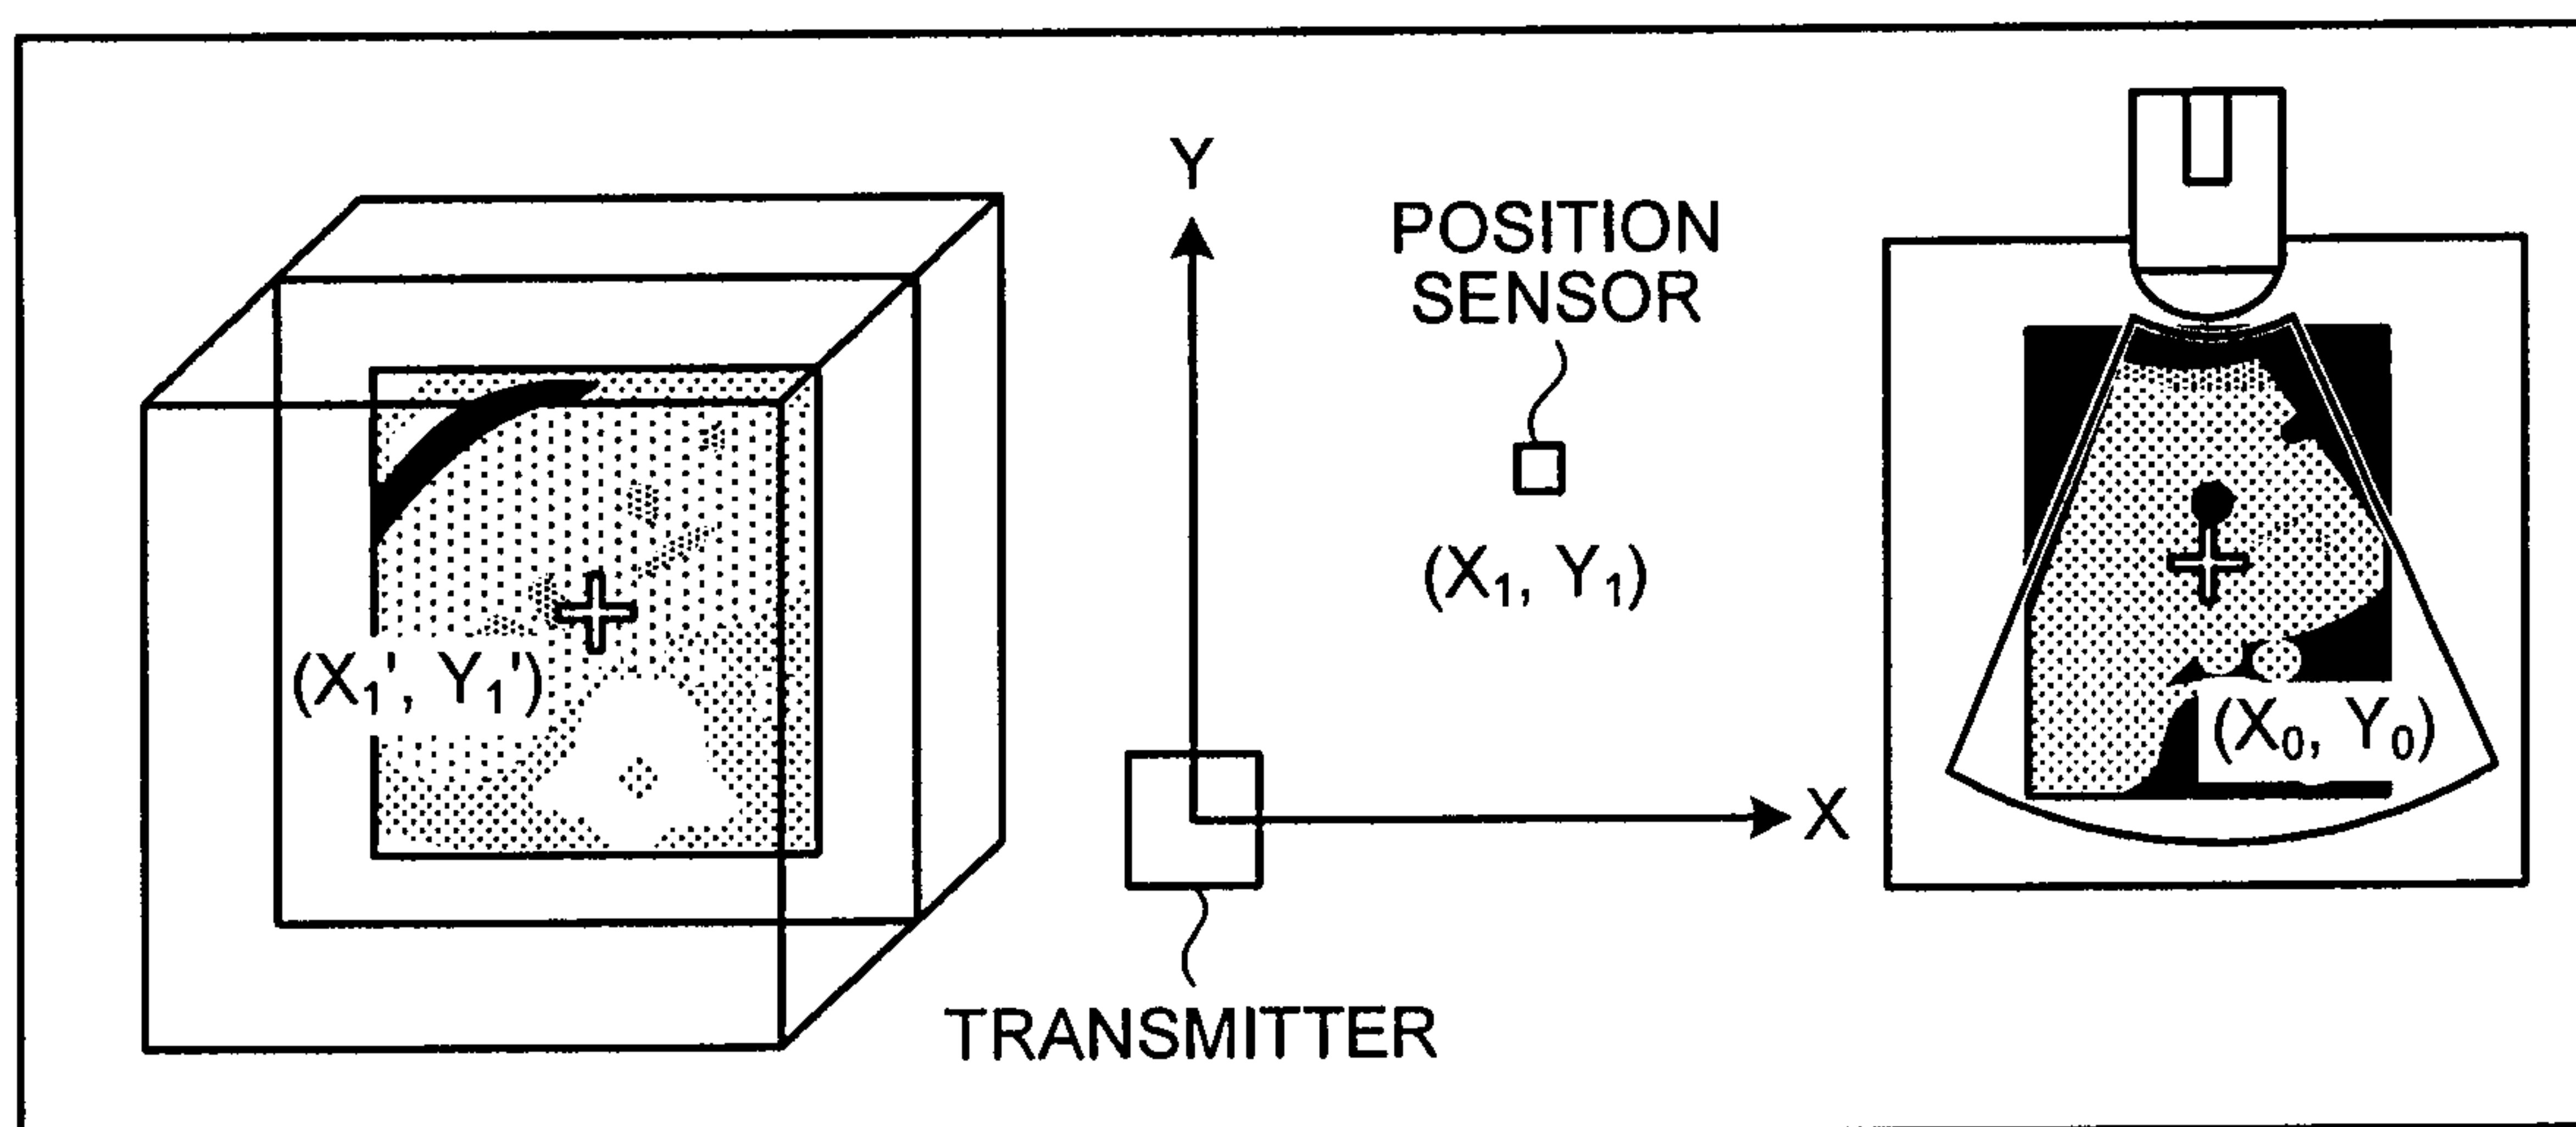 Y
POSITION
SENSOR
(X₁, Y₁)
(X₁', Y₁')
(X₀, Y₀)
X
TRANSMITTER